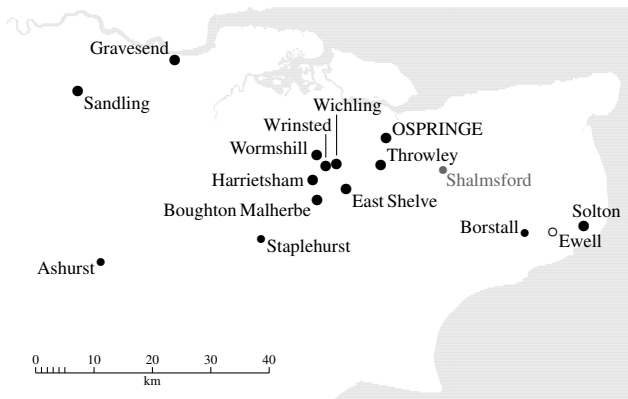 Gravesend
Sandling
Wichling
Wrinsted
OSPRINGE
Wormshill
Throwley
Harrietsham
Shalmsford
East Shelve
Boughton Malherbe
Solton
Borstall
Ewell
Staplehurst
Ashurst
0 10 20 30 40
km